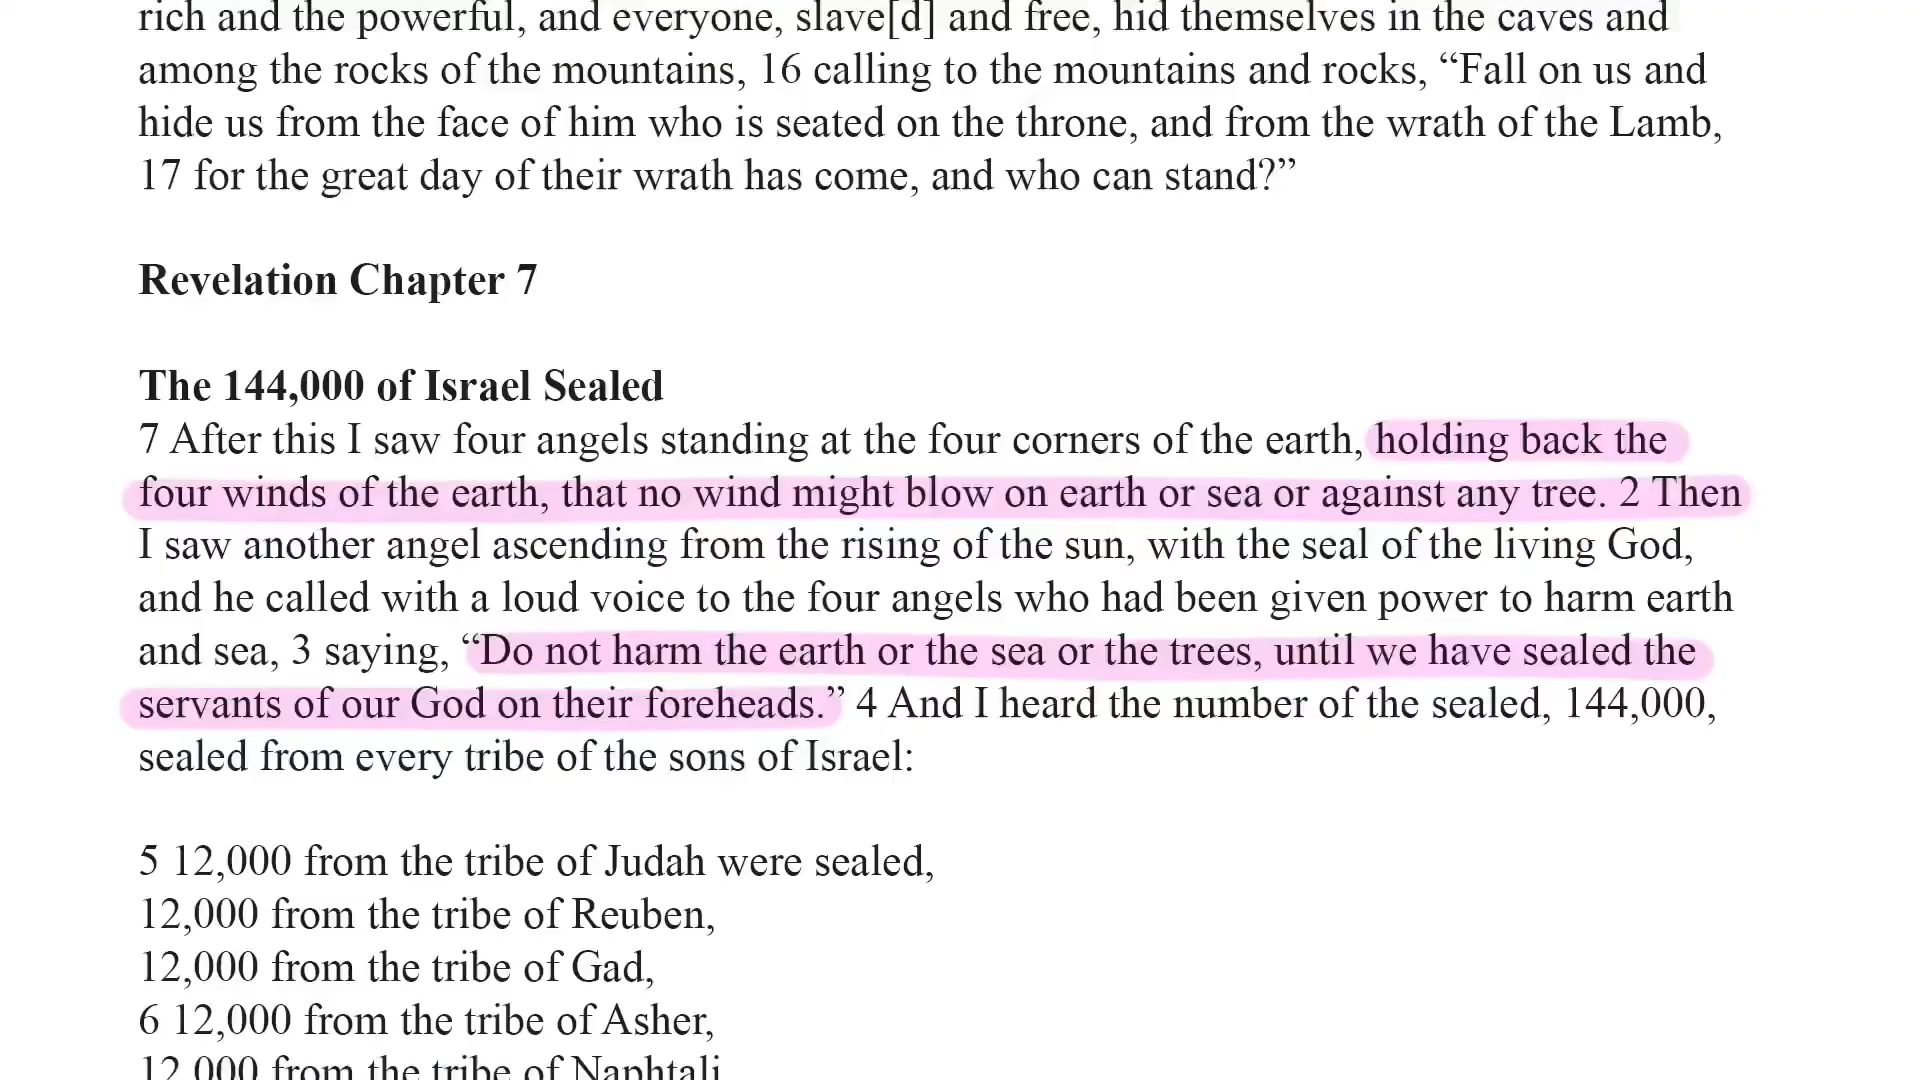 rich and the powerful, and everyone, slave[d] and free, hid themselves in the caves and
among the rocks of the mountains, 16 calling to the mountains and rocks, “Fall on us and
hide us from the face of him who is seated on the throne, and from the wrath of the Lamb,
17 for the great day of their wrath has come, and who can stand?”
Revelation Chapter 7
The 144,000 of Israel Sealed
7 After this I saw four angels standing at the four corners of the earth, holding back the
four winds of the earth, that no wind might blow on earth or sea or against any tree. 2 Then
I saw another angel ascending from the rising of the sun, with the seal of the living God,
and he called with a loud voice to the four angels who had been given power to harm earth
and sea, 3 saying, “Do not harm the earth or the sea or the trees, until we have sealed the
servants of our God on their foreheads.” 4 And I heard the number of the sealed, 144,000,
sealed from every tribe of the sons of Israel:
5 12,000 from the tribe of Judah were sealed,
12,000 from the tribe of Reuben,
12,000 from the tribe of Gad,
6 12,000 from the tribe of Asher,
12,000 from the tribe of Naphtali